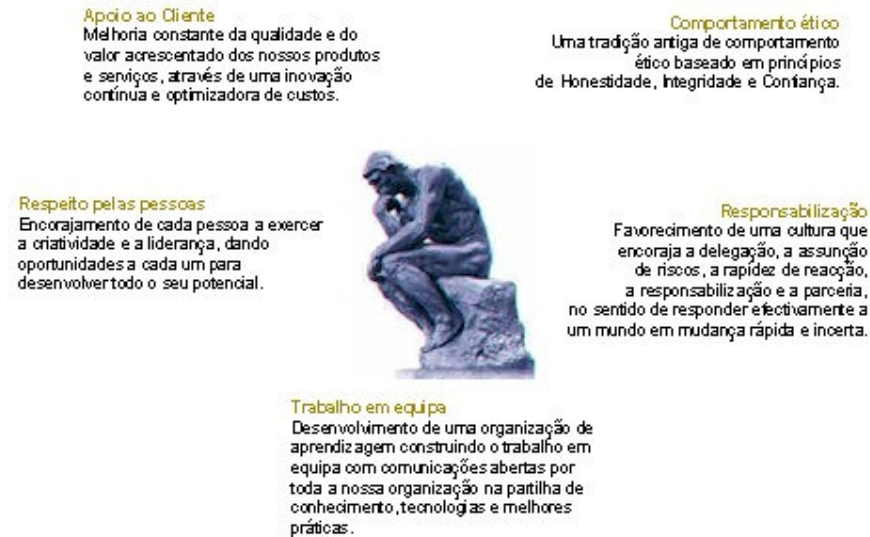 Apoio ao Cliente
Melhoria constante da qualidade e do
valor acrescentado dos nossos produtos
e serviços, através de uma inovação
contínua e optimizadora de custos.
Comportamento ético
Uma tradição antiga de comportamento
ético baseado em princípios
de Honestidade, Integridade e Confiança.
Respeito pelas pessoas
Encorajamento de cada pessoa a exercer
a criatividade e a liderança, dando
oportunidades a cada um para
desenvolver todo o seu potencial.
Responsabilização
Favorecimento de uma cultura que
encoraja a delegação, a assunção
de riscos, a rapidez de reacção,
a responsabilização e a parceria,
no sentido de responder efectivamente a
um mundo em mudança rápida e incerta.
Trabalho em equipa
Desenvolvimento de uma organização de
aprendizagem construindo o trabalho em
equipa com comunicações abertas por
toda a nossa organização na partilha de
conhecimento, tecnologias e melhores
práticas.